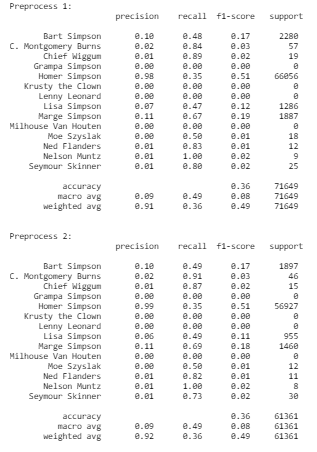 Preprocess 1:
precision recall f1-score support
Bart Simpson 0.10 0.48 0.17 2280
C. Montgomery Burns 0.02 0.84 0.03 57
Chief Wiggum 0.01 0.89 0.02 19
Grampa Simpson 0.00 0.00 0.00 0
Homer Simpson 0.98 0.35 0.51 66056
Krusty the Clown 0.00 0.00 0.00 0
Lenny Leonard 0.00 0.00 0.00 0
Lisa Simpson 0.07 0.47 0.12 1286
Marge Simpson 0.11 0.67 0.19 1887
Milhouse Van Houten 0.00 0.00 0.00 0
Moe Szyslak 0.00 0.50 0.01 18
Ned Flanders 0.01 0.83 0.01 12
Nelson Muntz 0.01 1.00 0.02 9
Seymour Skinner 0.01 0.80 0.02 25
accuracy 0.36 71649
macro avg 0.09 0.49 0.08 71649
weighted avg 0.91 0.36 0.49 71649
Preprocess 2:
precision recall f1-score support
Bart Simpson 0.10 0.49 0.17 1897
C. Montgomery Burns 0.02 0.91 0.03 46
Chief Wiggum 0.01 0.87 0.02 15
Grampa Simpson 0.00 0.00 0.00 0
Homer Simpson 0.99 0.35 0.51 56927
Krusty the Clown 0.00 0.00 0.00 0
Lenny Leonard 0.00 0.00 0.00 0
Lisa Simpson 0.06 0.49 0.11 955
Marge Simpson 0.11 0.69 0.18 1460
Milhouse Van Houten 0.00 0.00 0.00 0
Moe Szyslak 0.00 0.50 0.01 12
Ned Flanders 0.01 0.82 0.01 11
Nelson Muntz 0.01 1.00 0.02 8
Seymour Skinner 0.01 0.73 0.02 30
accuracy 0.36 61361
macro avg 0.09 0.49 0.08 61361
weighted avg 0.92 0.36 0.49 61361